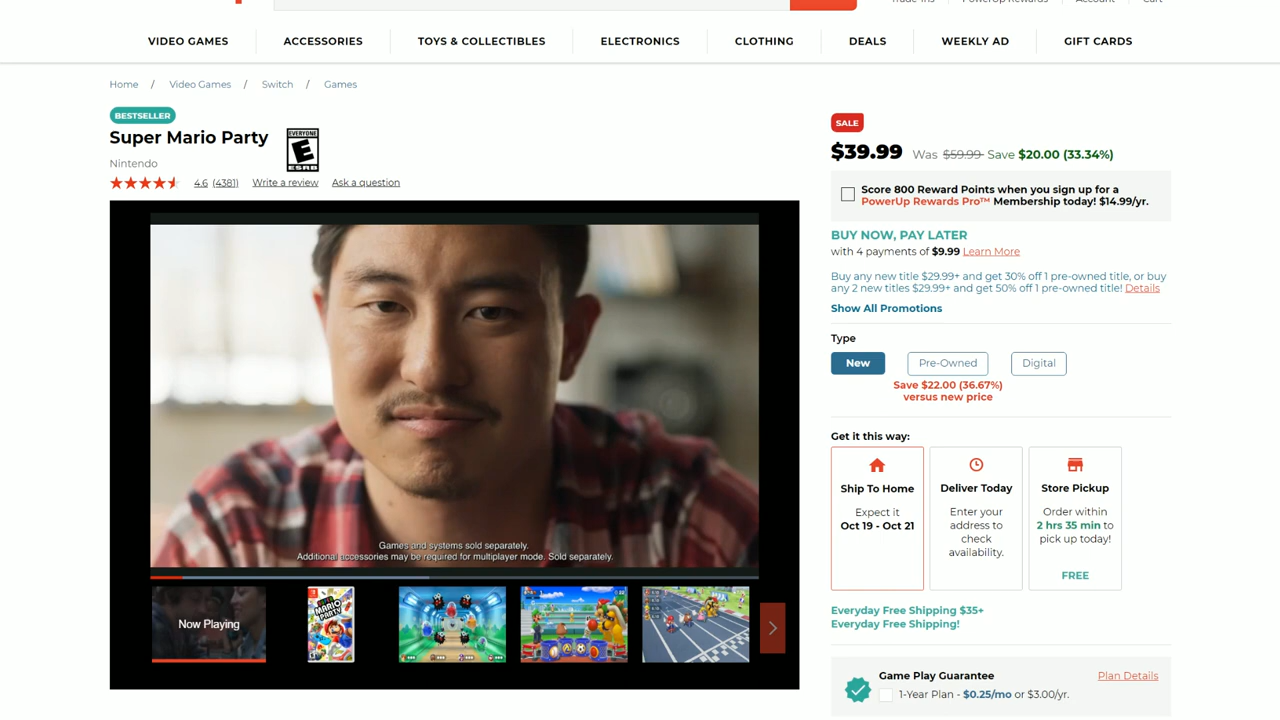 VIDEO GAMES
ACCESSORIES
TOYS & COLLECTIBLES
ELECTRONICS
CLOTHING
DEALS
WEEKLY AD
GIFT CARDS
Home / Video Games / Switch / Games
BESTSELLER
Super Mario Party
EVERYONE
E
ESRB
Nintendo
4.6 (4381) Write a review Ask a question
Games and systems sold separately.
Additional accessories may be required for multiplayer mode. Sold separately.
Now Playing
MARIO
PARTY
SALE
$39.99 Was $59.99 Save $20.00 (33.34%)
Score 800 Reward Points when you sign up for a
PowerUp Rewards Pro™ Membership today! $14.99/yr.
BUY NOW, PAY LATER
with 4 payments of $9.99 Learn More
Buy any new title $29.99+ and get 30% off 1 pre-owned title, or buy
any 2 new titles $29.99+ and get 50% off 1 pre-owned title! Details
Show All Promotions
Type
New
Pre-Owned
Digital
Save $22.00 (36.67%)
versus new price
Get it this way:
Ship To Home
Expect it
Oct 19 - Oct 21
Deliver Today
Enter your
address to
check
availability.
Store Pickup
Order within
2 hrs 35 min to
pick up today!
FREE
Everyday Free Shipping $35+
Everyday Free Shipping!
Game Play Guarantee
Plan Details
1-Year Plan - $0.25/mo or $3.00/yr.